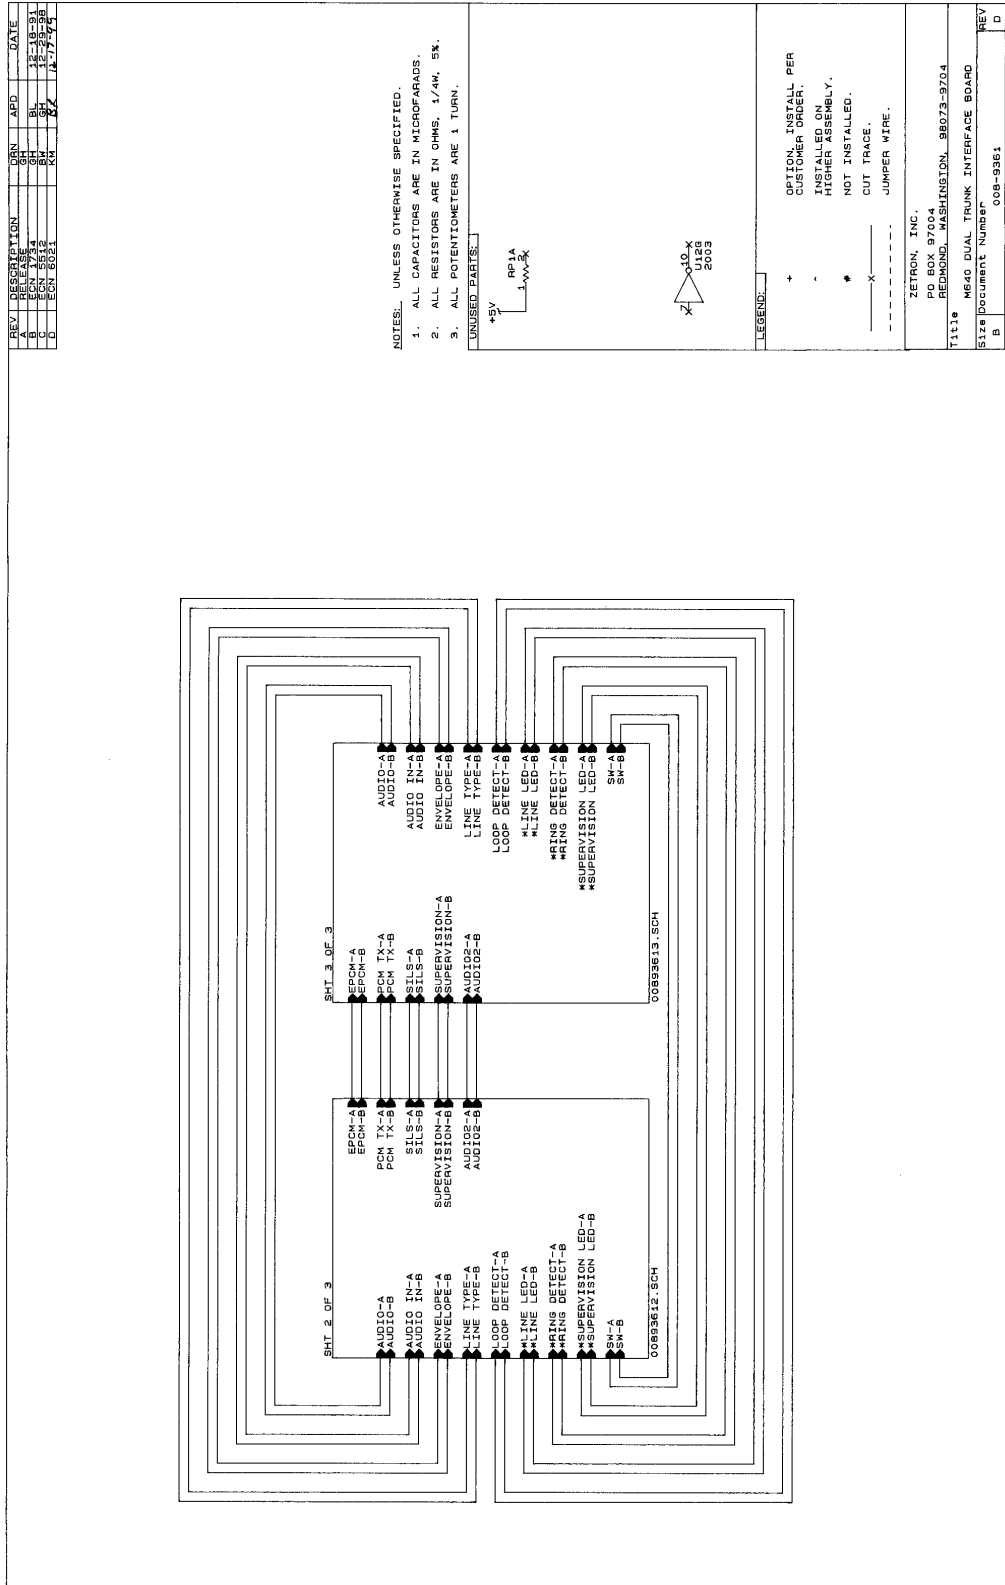 REV DESCRIPTION DRN APD DATE
A RELEASE GH
B ECN 1734 GH BL 12-18-91
C ECN 5512 BW GH 12-29-98
D ECN 6021 KM
NOTES: UNLESS OTHERWISE SPECIFIED.
1. ALL CAPACITORS ARE IN MICROFARADS.
2. ALL RESISTORS ARE IN OHMS, 1/4W, 5%.
3. ALL POTENTIOMETERS ARE 1 TURN.
UNUSED PARTS:
+5V
RP1A
1 2
7 10
U12G
2003
LEGEND:
+ OPTION, INSTALL PER
CUSTOMER ORDER.
INSTALLED ON
HIGHER ASSEMBLY.
* NOT INSTALLED.
X CUT TRACE.
JUMPER WIRE.
ZETRON, INC.
PO BOX 97004
REDMOND, WASHINGTON, 98073-9704
Title
M640 DUAL TRUNK INTERFACE BOARD
Size Document Number REV
B 008-9361 D
SHT 2 OF 3
AUDIO-A
AUDIO-B
AUDIO IN-A
AUDIO IN-B
ENVELOPE-A
ENVELOPE-B
LINE TYPE-A
LINE TYPE-B
LOOP DETECT-A
LOOP DETECT-B
*LINE LED-A
*LINE LED-B
*RING DETECT-A
*RING DETECT-B
*SUPERVISION LED-A
*SUPERVISION LED-B
SW-A
SW-B
EPCM-A
EPCM-B
PCM TX-A
PCM TX-B
SILS-A
SILS-B
SUPERVISION-A
SUPERVISION-B
AUDIO2-A
AUDIO2-B
00893612.SCH
SHT 3 OF 3
EPCM-A
EPCM-B
PCM TX-A
PCM TX-B
SILS-A
SILS-B
SUPERVISION-A
SUPERVISION-B
AUDIO2-A
AUDIO2-B
AUDIO-A
AUDIO-B
AUDIO IN-A
AUDIO IN-B
ENVELOPE-A
ENVELOPE-B
LINE TYPE-A
LINE TYPE-B
LOOP DETECT-A
LOOP DETECT-B
*LINE LED-A
*LINE LED-B
*RING DETECT-A
*RING DETECT-B
*SUPERVISION LED-A
*SUPERVISION LED-B
SW-A
SW-B
00893613.SCH